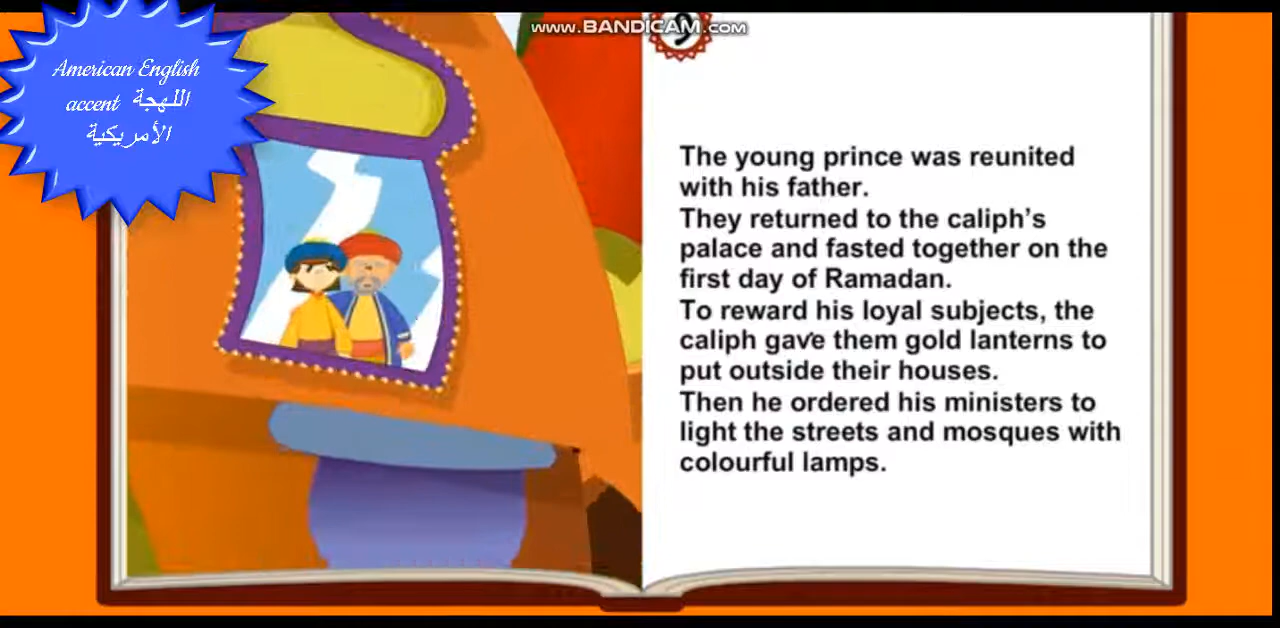 www.BANDICAM.com
American English
accent اللهجة
الأمريكية
9
The young prince was reunited
with his father.
They returned to the caliph’s
palace and fasted together on the
first day of Ramadan.
To reward his loyal subjects, the
caliph gave them gold lanterns to
put outside their houses.
Then he ordered his ministers to
light the streets and mosques with
colourful lamps.